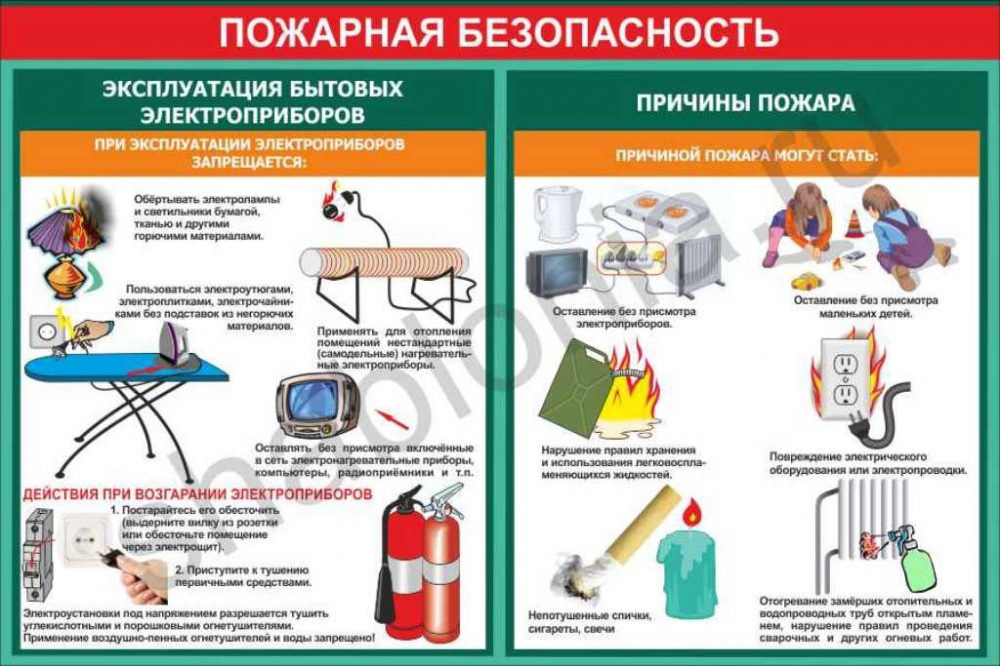 ПОЖАРНАЯ БЕЗОПАСНОСТЬ
ЭКСПЛУАТАЦИЯ БЫТОВЫХ
ЭЛЕКТРОПРИБОРОВ
ПРИ ЭКСПЛУАТАЦИИ ЭЛЕКТРОПРИБОРОВ
ЗАПРЕЩАЕТСЯ:
Обёртывать электролампы
и светильники бумагой,
тканью и другими
горючими материалами.
Пользоваться электроутюгами,
электроплитками, электрочайни-
ками без подставок из негорючих
материалов.
Применять для отопления
помещений нестандартные
(самодельные) нагреватель-
ные электроприборы.
Оставлять без присмотра включённые
в сеть электронагревательные приборы,
компьютеры, радиоприёмники и т.п.
ДЕЙСТВИЯ ПРИ ВОЗГАРАНИИ ЭЛЕКТРОПРИБОРОВ
1. Постарайтесь его обесточить
(выдерните вилку из розетки
или обесточьте помещение
через электрощит).
2. Приступите к тушению
первичными средствами.
Электроустановки под напряжением разрешается тушить
углекислотными и порошковыми огнетушителями.
Применение воздушно-пенных огнетушителей и воды запрещено!
ПРИЧИНЫ ПОЖАРА
ПРИЧИНОЙ ПОЖАРА МОГУТ СТАТЬ:
Оставление без присмотра
электроприборов.
Оставление без присмотра
маленьких детей.
Нарушение правил хранения
и использования легковоспла-
меняющихся жидкостей.
Повреждение электрического
оборудования или электропроводки.
Непотушенные спички,
сигареты, свечи
Отогревание замёрших отопительных и
водопроводных труб открытым пламе-
нем, нарушение правил проведения
сварочных и других огневых работ.